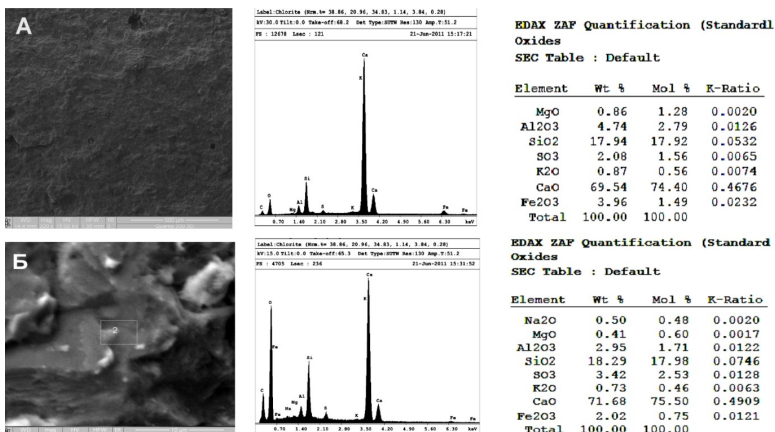 А
Label:Chlorite (Nrm.%= 38.86, 20.96, 34.83, 1.14, 3.84, 0.28)
kV:30.0 Tilt:0.0 Take-off:68.2 Det Type:SUTW Res:130 Amp.T:51.2
FS : 12678 Lsec : 121 21-Jun-2011 15:17:21
Ca
K
Si
O
Ca
C
Mg
Al
S
K
Fe
Fe
0.70 1.40 2.10 2.80 3.50 4.20 4.90 5.60 6.30 keV
EDAX ZAF Quantification (Standardl
Oxides
SEC Table : Default
Element Wt % Mol % K-Ratio
MgO 0.86 1.28 0.0020
Al2O3 4.74 2.79 0.0126
SiO2 17.94 17.92 0.0532
SO3 2.08 1.56 0.0065
K2O 0.87 0.56 0.0074
CaO 69.54 74.40 0.4676
Fe2O3 3.96 1.49 0.0232
Total 100.00 100.00
Б
2
Label:Chlorite (Nrm.%= 38.86, 20.96, 34.83, 1.14, 3.84, 0.28)
kV:15.0 Tilt:0.0 Take-off:65.3 Det Type:SUTW Res:130 Amp.T:51.2
FS : 4705 Lsec : 236 21-Jun-2011 15:31:52
Ca
O
K
Fe
Si
C
Al
Mg
Na
Fe
S
Ca
K
Fe
Fe
0.70 1.40 2.10 2.80 3.50 4.20 4.90 5.60 6.30 keV
EDAX ZAF Quantification (Standard
Oxides
SEC Table : Default
Element Wt % Mol % K-Ratio
Na2O 0.50 0.48 0.0020
MgO 0.41 0.60 0.0017
Al2O3 2.95 1.71 0.0122
SiO2 18.29 17.98 0.0746
SO3 3.42 2.53 0.0128
K2O 0.73 0.46 0.0063
CaO 71.68 75.50 0.4909
Fe2O3 2.02 0.75 0.0121
Total 100.00 100.00